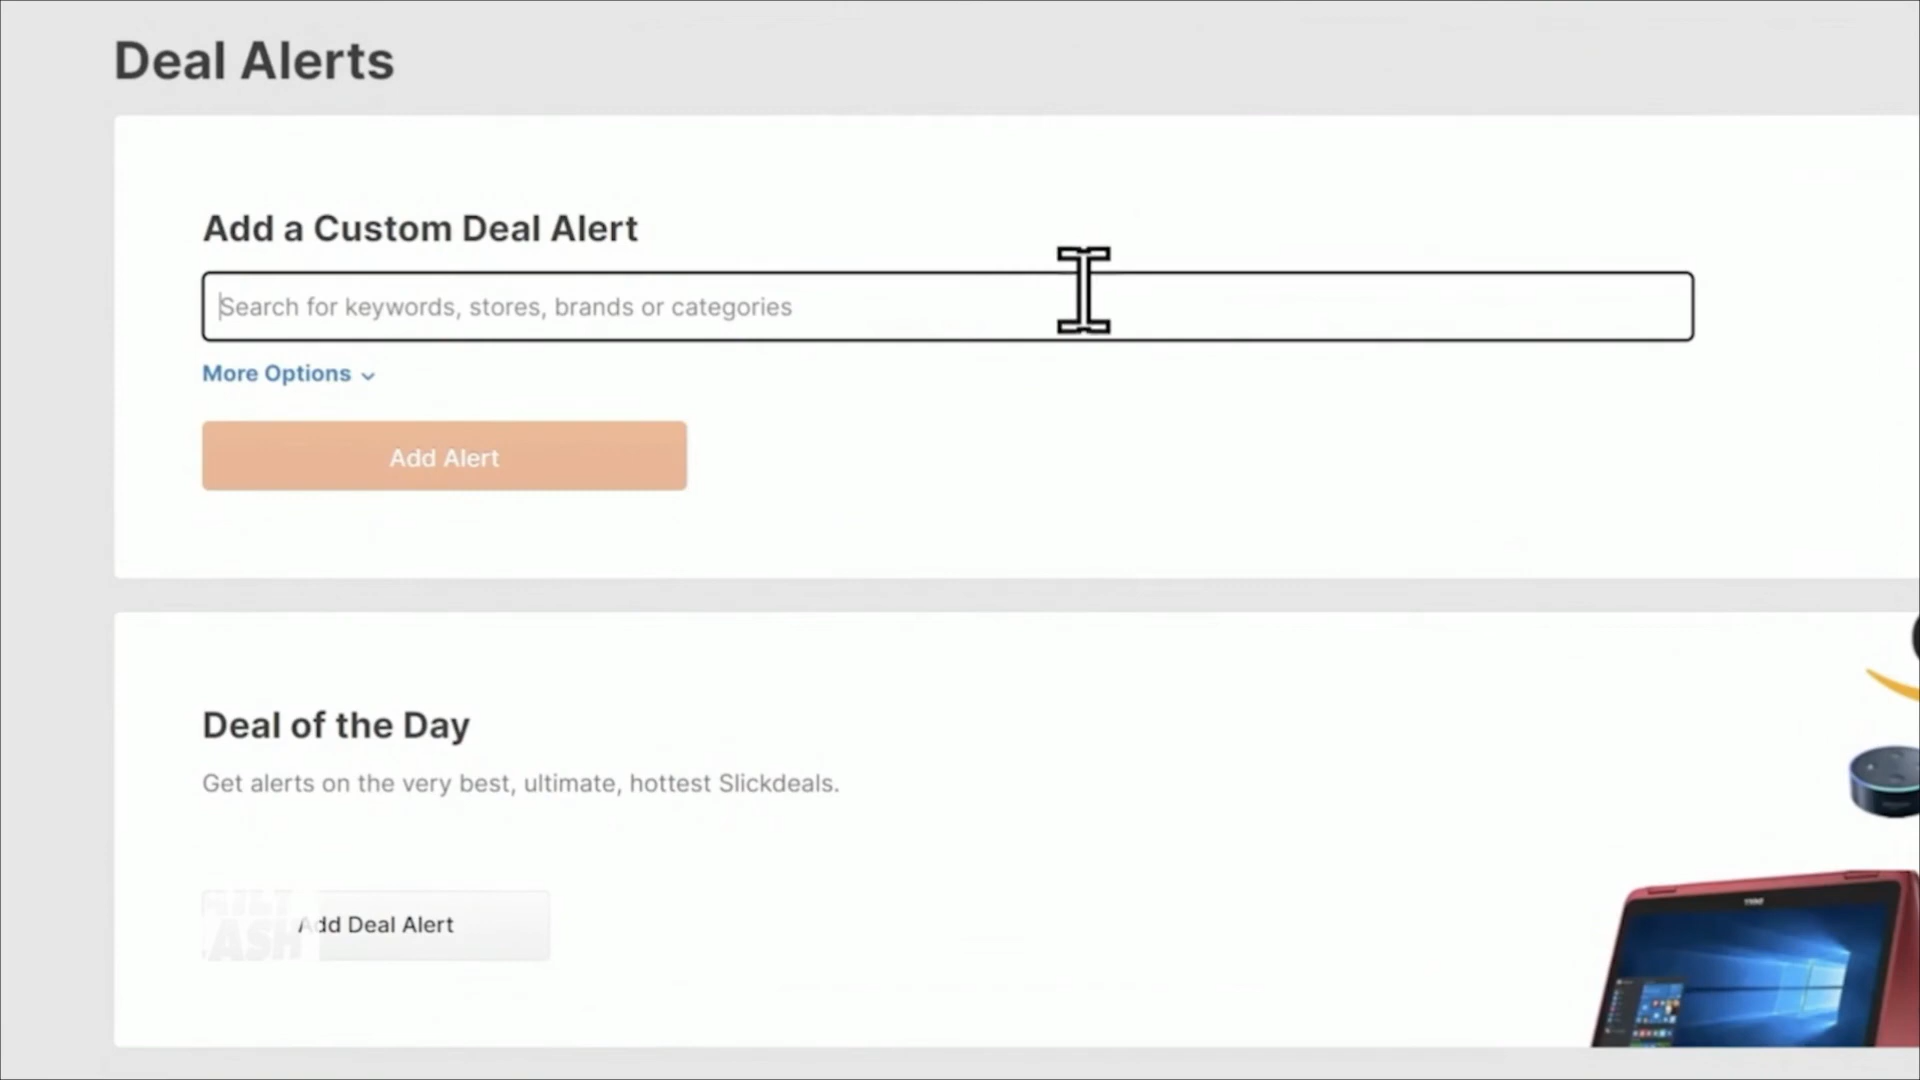 Deal Alerts
Add a Custom Deal Alert
Search for keywords, stores, brands or categories
More Options
Add Alert
Deal of the Day
Get alerts on the very best, ultimate, hottest Slickdeals.
Add Deal Alert